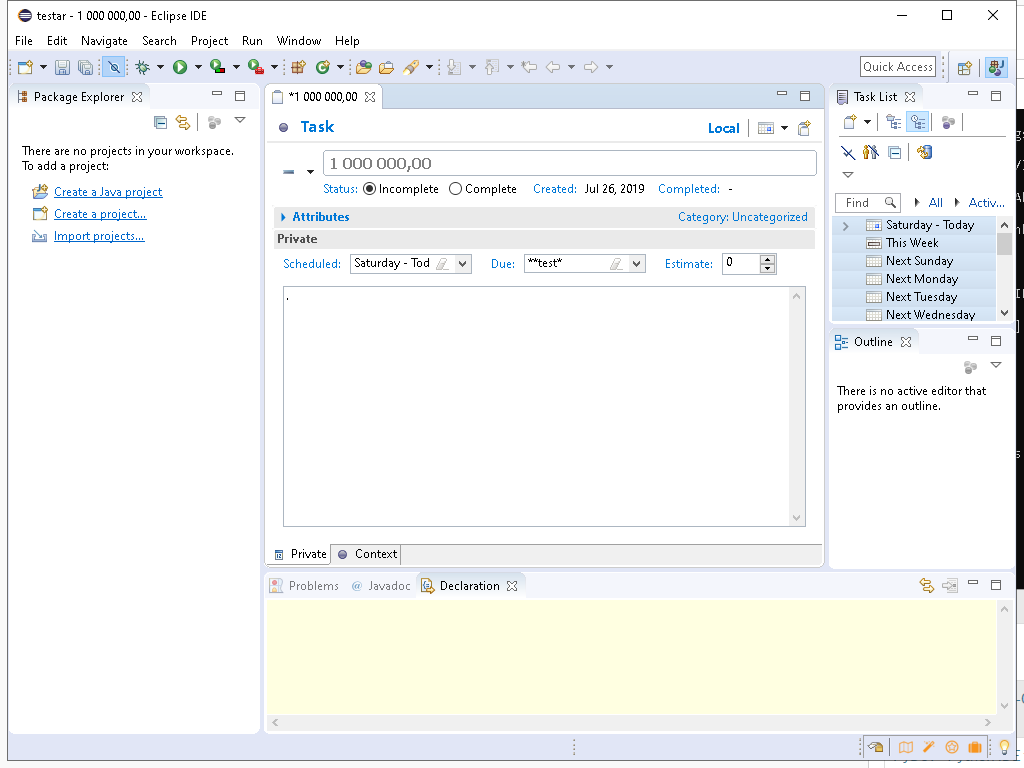 testar - 1 000 000,00 - Eclipse IDE
File Edit Navigate Search Project Run Window Help
Quick Access
Package Explorer
There are no projects in your workspace.
To add a project:
Create a Java project
Create a project...
Import projects...
*1 000 000,00
Task
Local
1 000 000,00
Status: Incomplete Complete Created: Jul 26, 2019 Completed: -
Attributes
Category: Uncategorized
Private
Scheduled: Saturday - Tod Due: **test* Estimate: 0
.
Private Context
Problems @ Javadoc Declaration
Task List
Find All Activ...
Saturday - Today
This Week
Next Sunday
Next Monday
Next Tuesday
Next Wednesday
Outline
There is no active editor that
provides an outline.